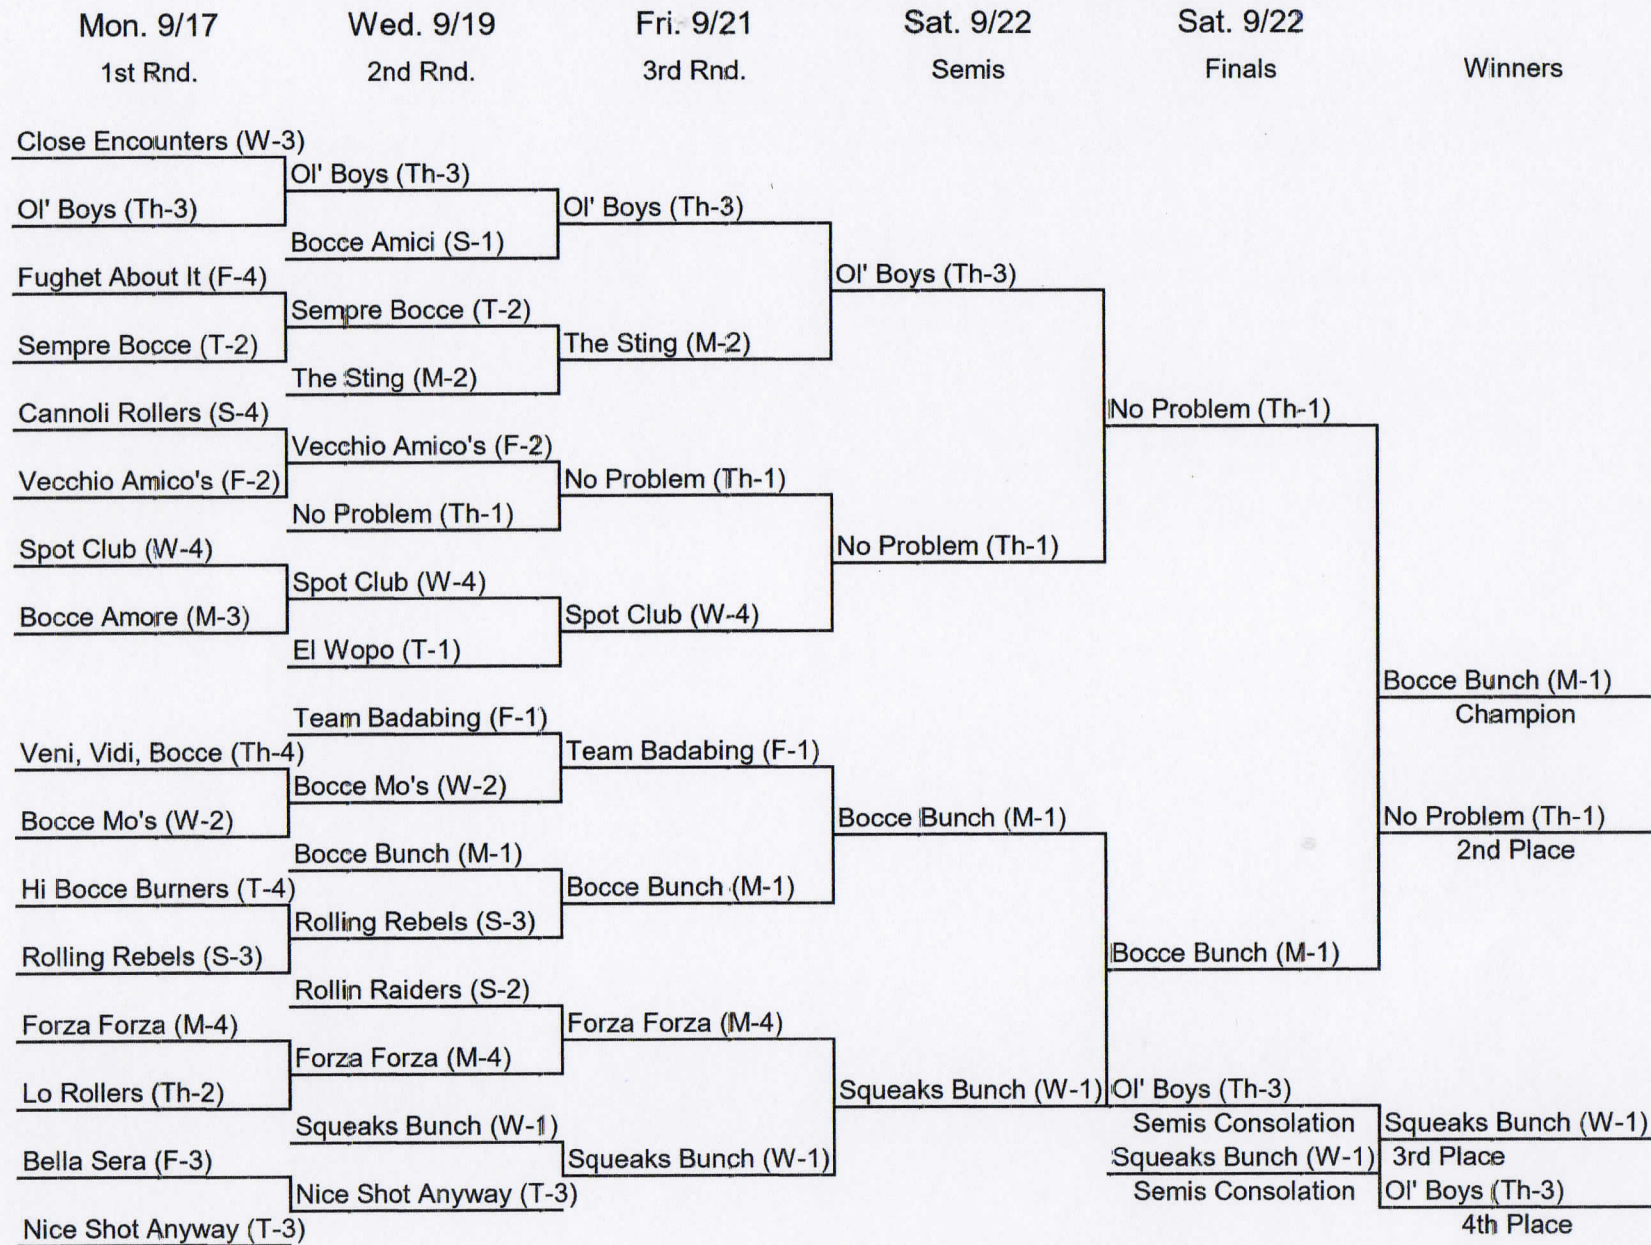 Mon. 9/17 Wed. 9/19 Fri. 9/21 Sat. 9/22 Sat. 9/22
1st Rnd. 2nd Rnd. 3rd Rnd. Semis Finals Winners
Close Encounters (W-3)
Ol' Boys (Th-3)
Fughet About It (F-4)
Sempre Bocce (T-2)
Cannoli Rollers (S-4)
Vecchio Amico's (F-2)
Spot Club (W-4)
Bocce Amore (M-3)
Veni, Vidi, Bocce (Th-4)
Bocce Mo's (W-2)
Hi Bocce Burners (T-4)
Rolling Rebels (S-3)
Forza Forza (M-4)
Lo Rollers (Th-2)
Bella Sera (F-3)
Nice Shot Anyway (T-3)
Ol' Boys (Th-3)
Bocce Amici (S-1)
Sempre Bocce (T-2)
The Sting (M-2)
Vecchio Amico's (F-2)
No Problem (Th-1)
Spot Club (W-4)
El Wopo (T-1)
Team Badabing (F-1)
Bocce Mo's (W-2)
Bocce Bunch (M-1)
Rolling Rebels (S-3)
Rollin Raiders (S-2)
Forza Forza (M-4)
Squeaks Bunch (W-1)
Nice Shot Anyway (T-3)
Ol' Boys (Th-3)
The Sting (M-2)
No Problem (Th-1)
Spot Club (W-4)
Team Badabing (F-1)
Bocce Bunch (M-1)
Forza Forza (M-4)
Squeaks Bunch (W-1)
Ol' Boys (Th-3)
No Problem (Th-1)
Bocce Bunch (M-1)
Squeaks Bunch (W-1)
No Problem (Th-1)
Bocce Bunch (M-1)
Ol' Boys (Th-3)
Semis Consolation
Squeaks Bunch (W-1)
Semis Consolation
Bocce Bunch (M-1)
Champion
No Problem (Th-1)
2nd Place
Squeaks Bunch (W-1)
3rd Place
Ol' Boys (Th-3)
4th Place